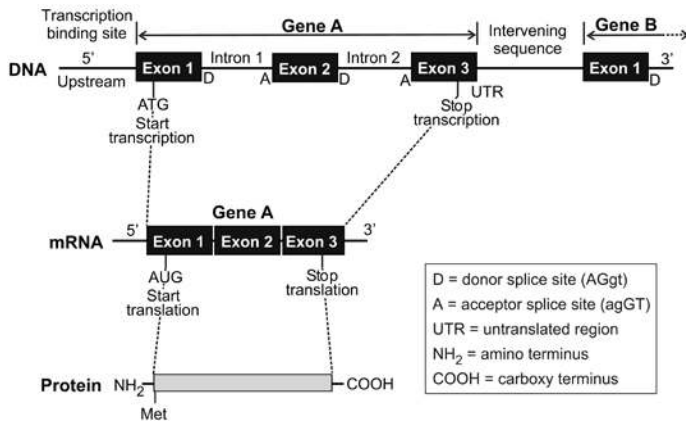 Transcription
binding site
Gene A
Intervening
sequence
Gene B
DNA
5’
Upstream
Exon 1
D
Intron 1
A
Exon 2
D
Intron 2
A
Exon 3
UTR
Exon 1
D
3’
ATG
Start
transcription
Stop
transcription
Gene A
mRNA
5’
Exon 1
Exon 2
Exon 3
3’
AUG
Start
translation
Stop
translation
D = donor splice site (AGgt)
A = acceptor splice site (agGT)
UTR = untranslated region
NH2 = amino terminus
COOH = carboxy terminus
Protein
NH2
COOH
Met